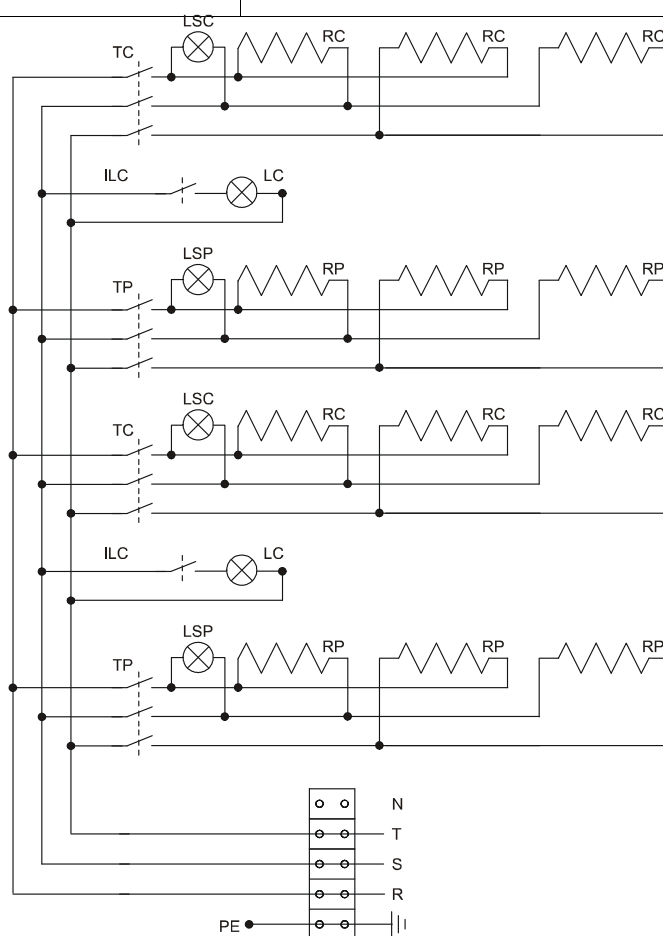 LSC
RC RC RC
TC
ILC LC
LSP
RP RP RP
TP
LSC
RC RC RC
TC
ILC LC
LSP
RP RP RP
TP
N
T
S
R
PE